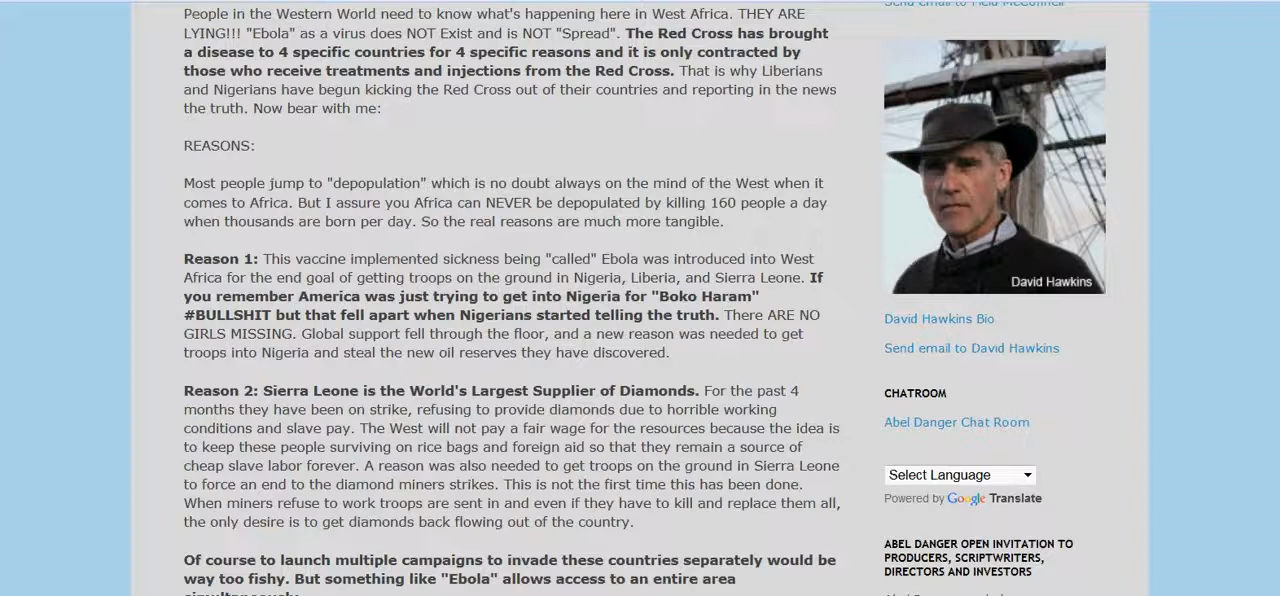 People in the Western World need to know what's happening here in West Africa. THEY ARE
LYING!!! "Ebola" as a virus does NOT Exist and is NOT "Spread". The Red Cross has brought
a disease to 4 specific countries for 4 specific reasons and it is only contracted by
those who receive treatments and injections from the Red Cross. That is why Liberians
and Nigerians have begun kicking the Red Cross out of their countries and reporting in the news
the truth. Now bear with me:
REASONS:
Most people jump to "depopulation" which is no doubt always on the mind of the West when it
comes to Africa. But I assure you Africa can NEVER be depopulated by killing 160 people a day
when thousands are born per day. So the real reasons are much more tangible.
Reason 1: This vaccine implemented sickness being "called" Ebola was introduced into West
Africa for the end goal of getting troops on the ground in Nigeria, Liberia, and Sierra Leone. If
you remember America was just trying to get into Nigeria for "Boko Haram"
#BULLSHIT but that fell apart when Nigerians started telling the truth. There ARE NO
GIRLS MISSING. Global support fell through the floor, and a new reason was needed to get
troops into Nigeria and steal the new oil reserves they have discovered.
Reason 2: Sierra Leone is the World's Largest Supplier of Diamonds. For the past 4
months they have been on strike, refusing to provide diamonds due to horrible working
conditions and slave pay. The West will not pay a fair wage for the resources because the idea is
to keep these people surviving on rice bags and foreign aid so that they remain a source of
cheap slave labor forever. A reason was also needed to get troops on the ground in Sierra Leone
to force an end to the diamond miners strikes. This is not the first time this has been done.
When miners refuse to work troops are sent in and even if they have to kill and replace them all,
the only desire is to get diamonds back flowing out of the country.
Of course to launch multiple campaigns to invade these countries separately would be
way too fishy. But something like "Ebola" allows access to an entire area
simultaneously.
Send email to Field McConnell
David Hawkins
David Hawkins Bio
Send email to David Hawkins
CHATROOM
Abel Danger Chat Room
Select Language
Powered by Google Translate
ABEL DANGER OPEN INVITATION TO
PRODUCERS, SCRIPTWRITERS,
DIRECTORS AND INVESTORS